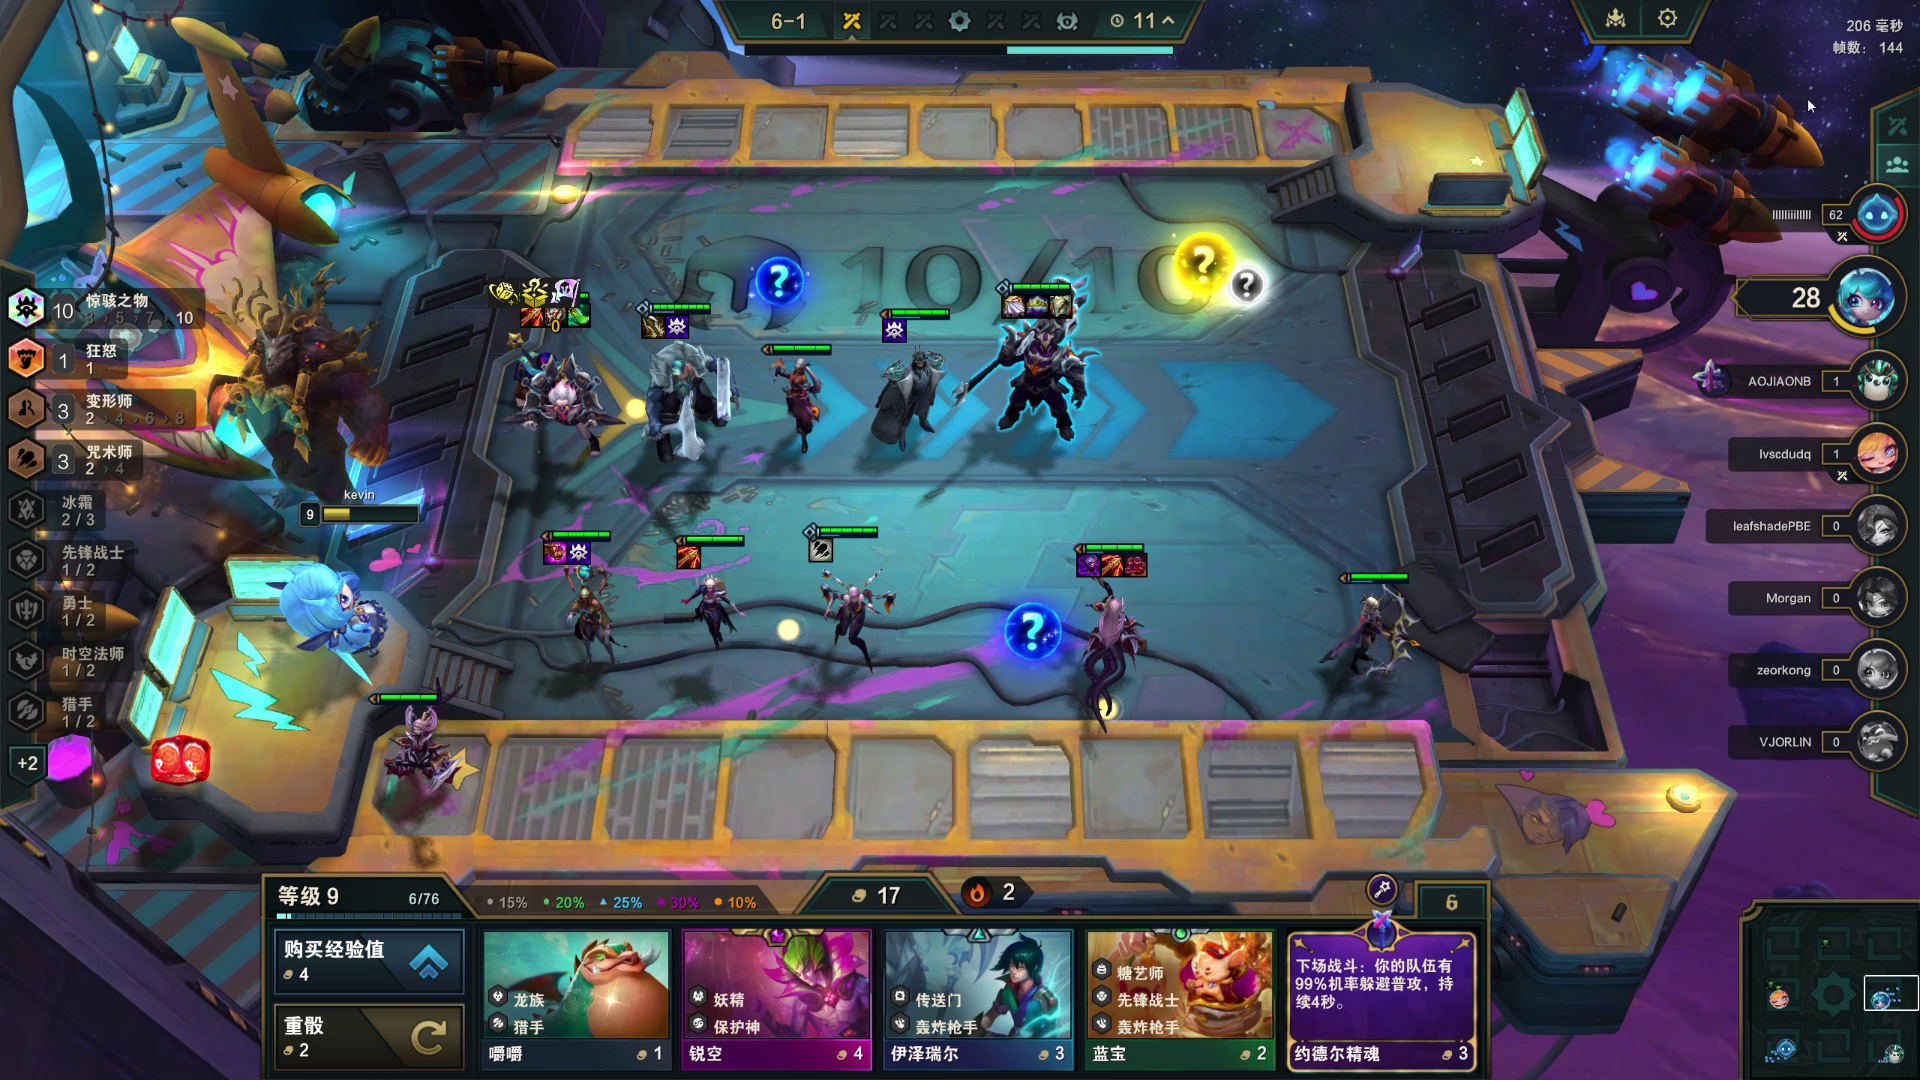 6-1
11
206 毫秒
帧数： 144
10/10
10
惊骇之物
3 › 5 › 7 › 10
1
狂怒
1
3
变形师
2 › 4 › 6 › 8
3
咒术师
2 › 4
冰霜
2 / 3
先锋战士
1 / 2
勇士
1 / 2
时空法师
1 / 2
猎手
1 / 2
+2
kevin
9
0
62
28
AOJIAONB
1
lvscdudq
1
leafshadePBE
0
Morgan
0
zeorkong
0
VJORLIN
0
等级 9
6/76
15%
20%
25%
30%
10%
17
2
6
购买经验值
4
重骰
2
龙族
猎手
嚼嚼
1
妖精
保护神
锐空
4
传送门
轰炸枪手
伊泽瑞尔
3
糖艺师
先锋战士
轰炸枪手
蓝宝
2
下场战斗：你的队伍有
99%机率躲避普攻，持
续4秒。
约德尔精魂
3